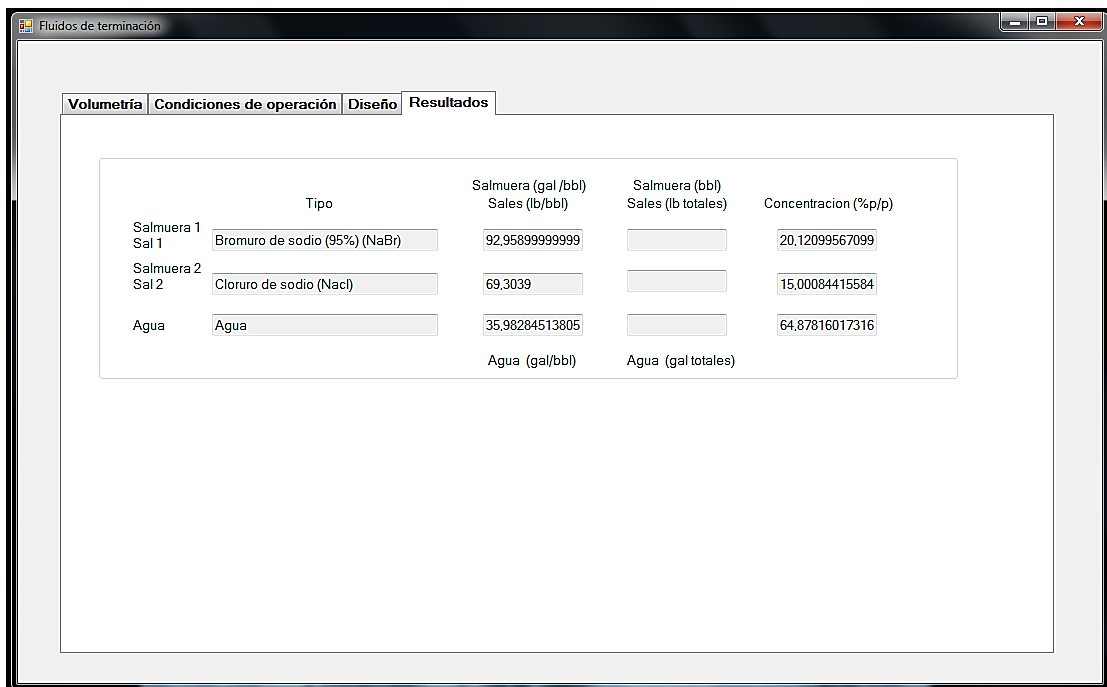 Fluidos de terminación
Volumetría Condiciones de operación Diseño Resultados
Salmuera (gal /bbl) Salmuera (bbl)
Tipo Sales (lb/bbl) Sales (lb totales) Concentracion (%p/p)
Salmuera 1
Sal 1 Bromuro de sodio (95%) (NaBr) 92,95899999999 20,12099567099
Salmuera 2
Sal 2 Cloruro de sodio (Nacl) 69,3039 15,00084415584
Agua Agua 35,98284513805 64,87816017316
Agua (gal/bbl) Agua (gal totales)